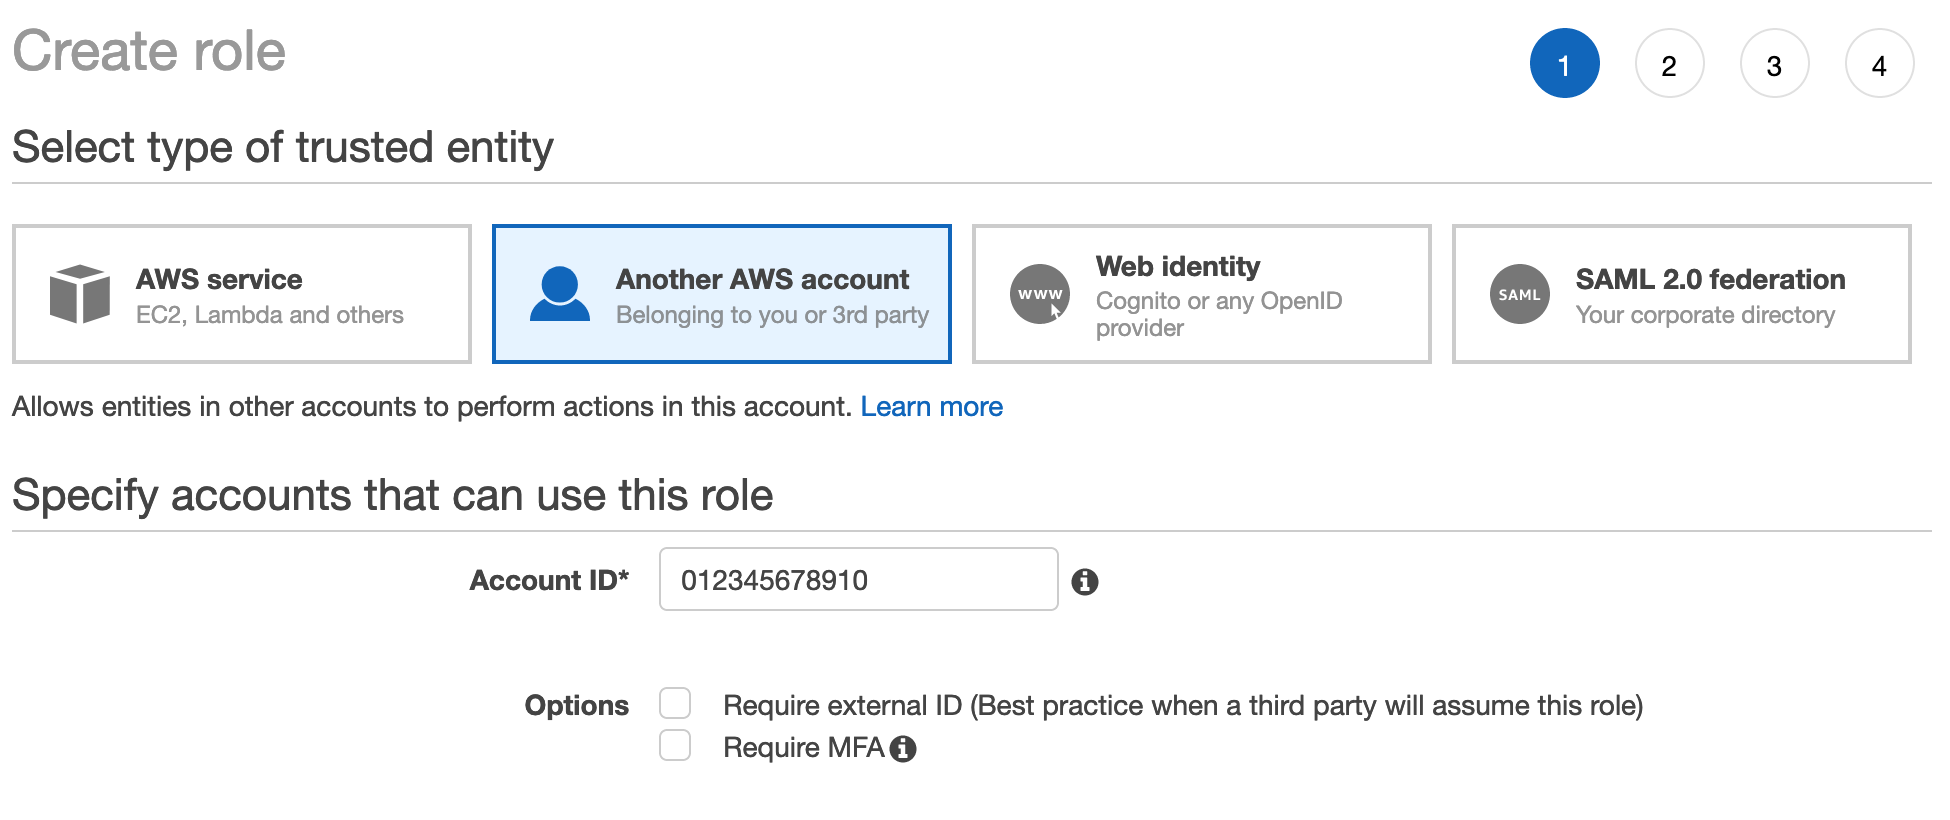 Create role
1 2 3 4
Select type of trusted entity
AWS service
EC2, Lambda and others
Another AWS account
Belonging to you or 3rd party
www
Web identity
Cognito or any OpenID
provider
SAML
SAML 2.0 federation
Your corporate directory
Allows entities in other accounts to perform actions in this account. Learn more
Specify accounts that can use this role
Account ID* 012345678910
Options Require external ID (Best practice when a third party will assume this role)
Require MFA